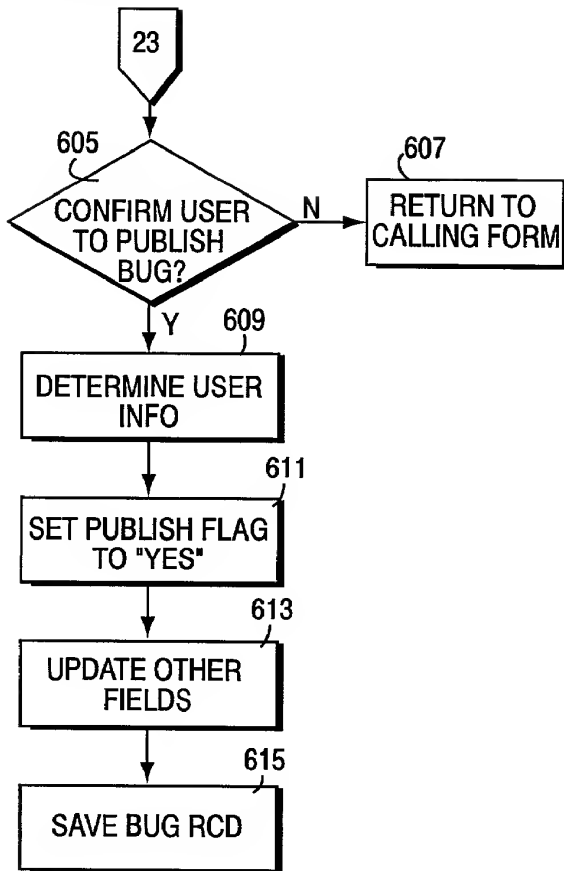 23
605
CONFIRM USER
TO PUBLISH
BUG?
N
607
RETURN TO
CALLING FORM
Y
609
DETERMINE USER
INFO
611
SET PUBLISH FLAG
TO "YES"
613
UPDATE OTHER
FIELDS
615
SAVE BUG RCD